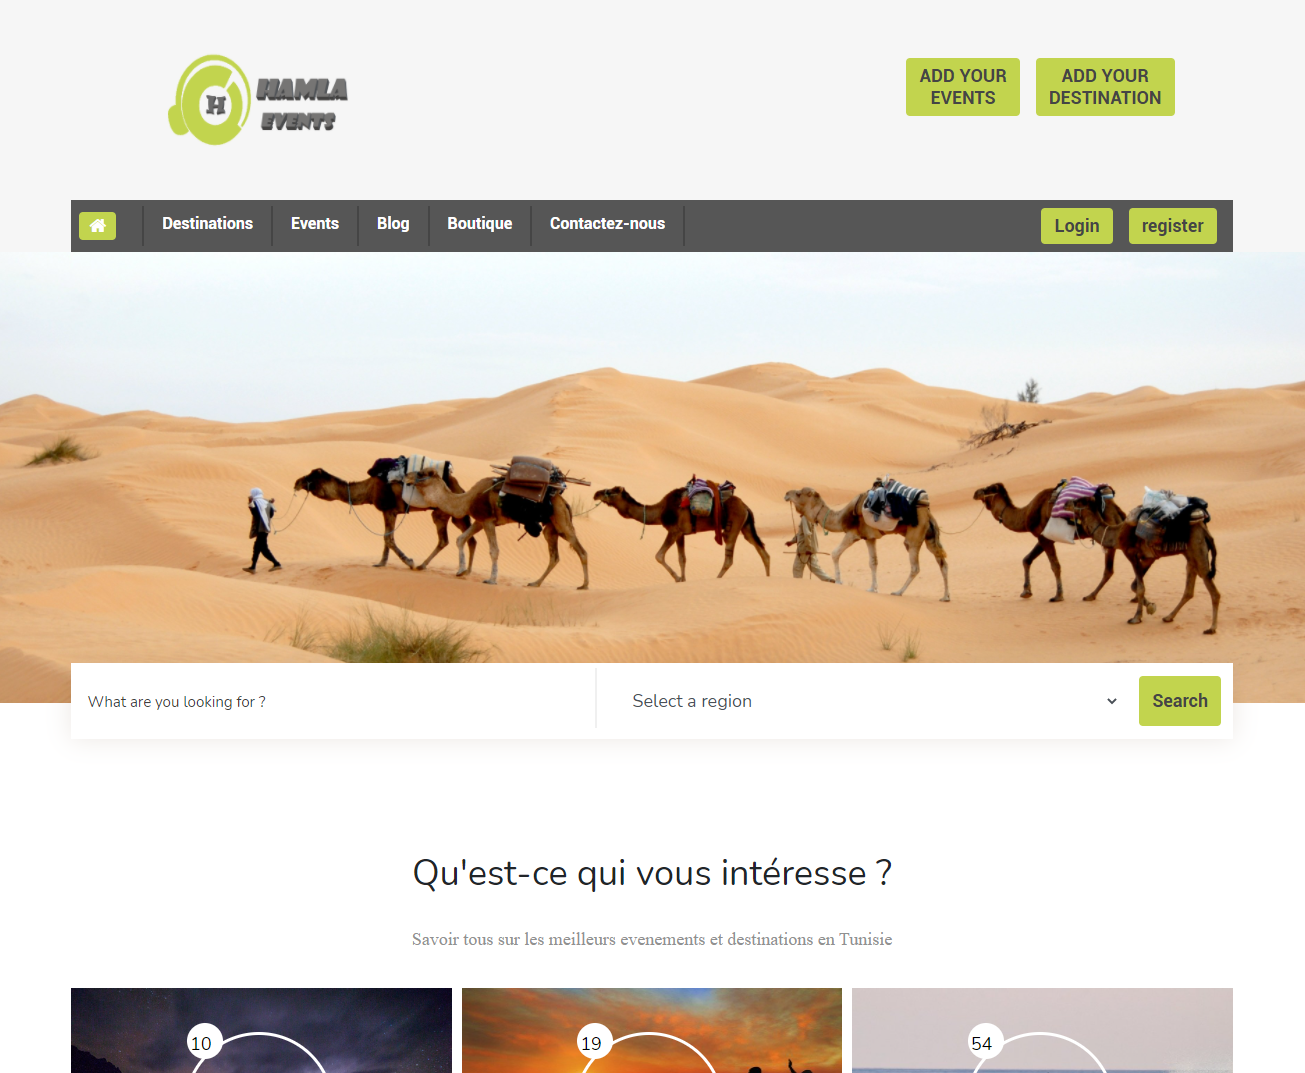 H
HAMLA
EVENTS
ADD YOUR
EVENTS
ADD YOUR
DESTINATION
Destinations
Events
Blog
Boutique
Contactez-nous
Login
register
What are you looking for ?
Select a region
Search
Qu'est-ce qui vous intéresse ?
Savoir tous sur les meilleurs evenements et destinations en Tunisie
10
19
54